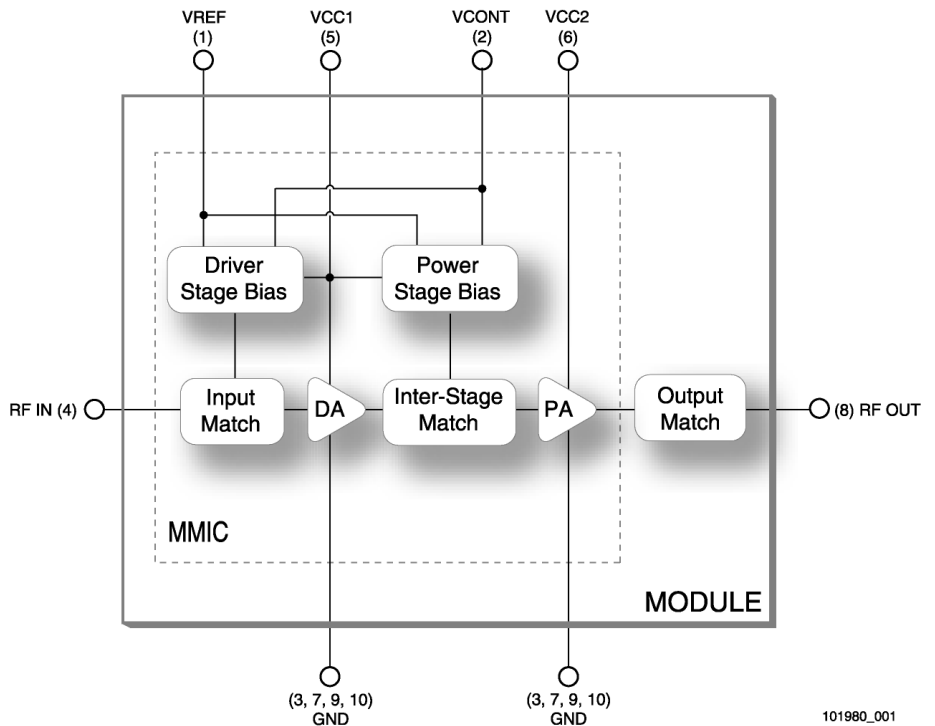 VREF
(1)
VCC1
(5)
VCONT
(2)
VCC2
(6)
Driver
Stage Bias
Power
Stage Bias
RF IN (4)
Input
Match
DA
Inter-Stage
Match
PA
Output
Match
(8) RF OUT
MMIC
MODULE
(3, 7, 9, 10)
GND
(3, 7, 9, 10)
GND
101980_001